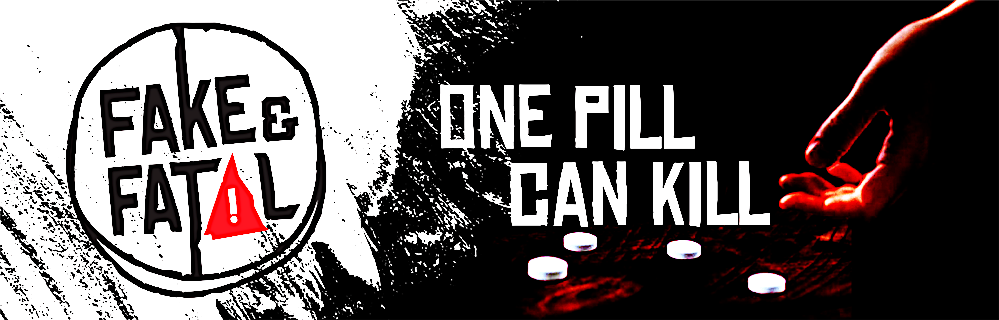 FAKE &
FATAL
ONE PILL
CAN KILL